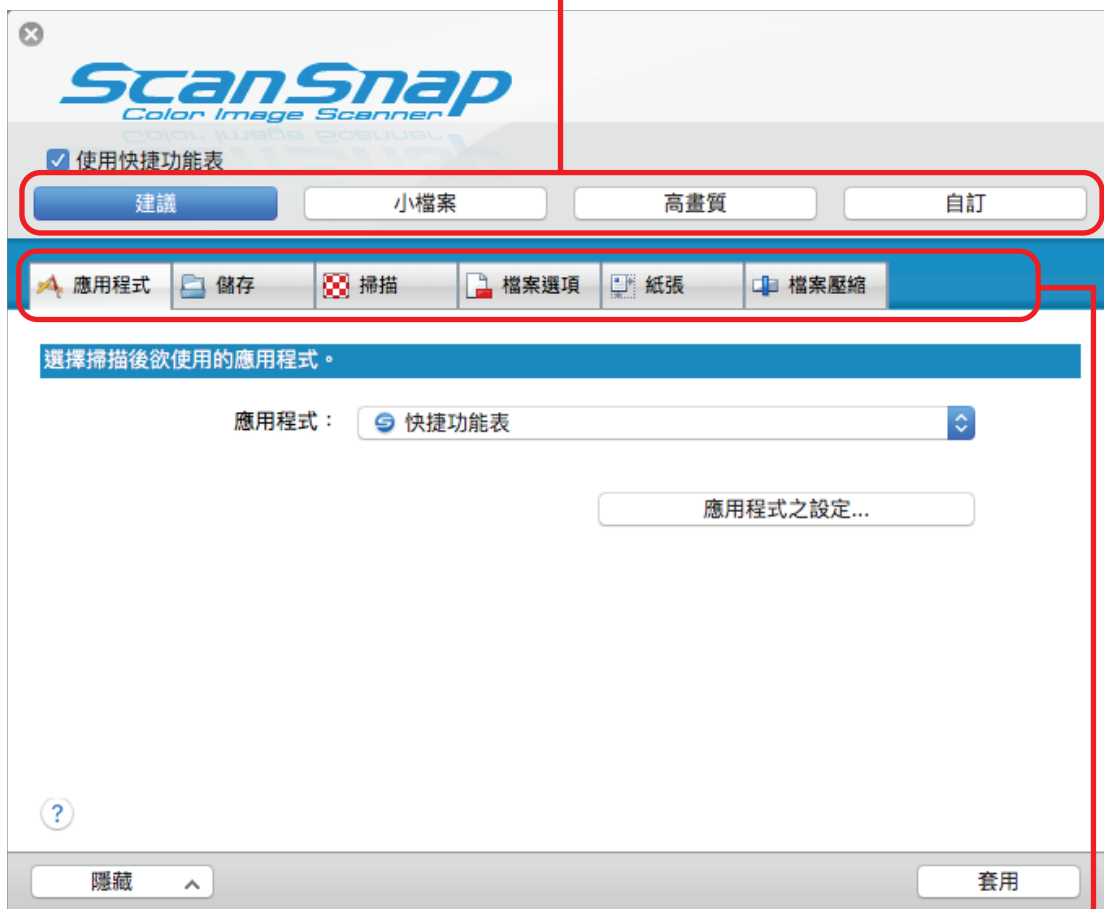 ScanSnap
Color Image Scanner
使用快捷功能表
建議 小檔案 高畫質 自訂
應用程式 儲存 掃描 檔案選項 紙張 檔案壓縮
選擇掃描後欲使用的應用程式。
應用程式： 快捷功能表
應用程式之設定...
?
隱藏 套用